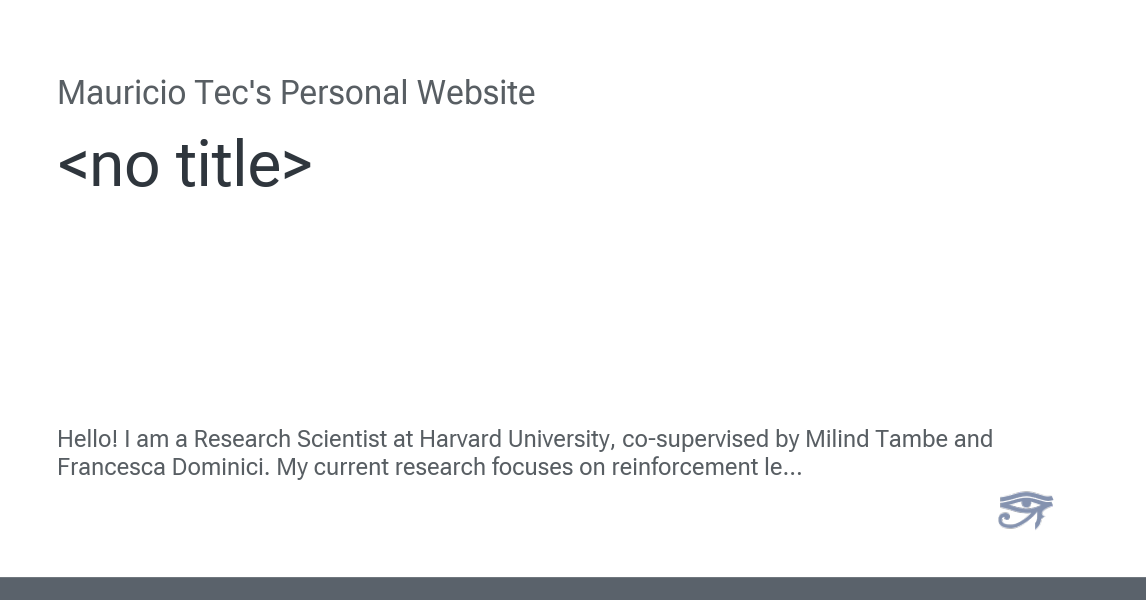 Mauricio Tec's Personal Website
<no title>
Hello! I am a Research Scientist at Harvard University, co-supervised by Milind Tambe and
Francesca Dominici. My current research focuses on reinforcement le...